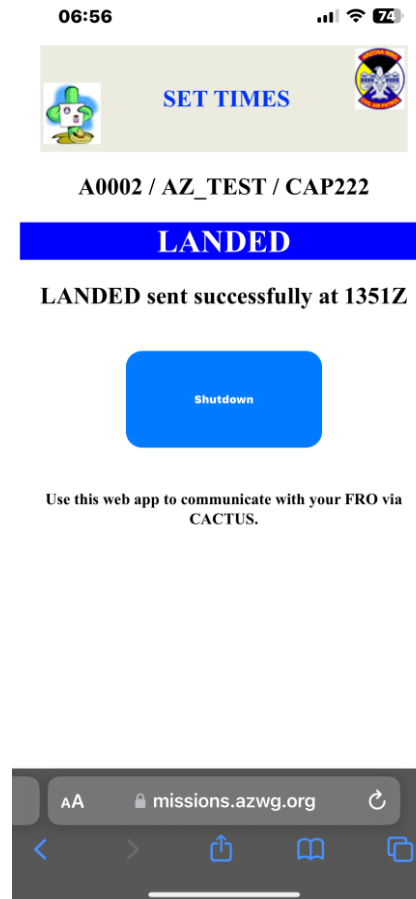 06:56
74
SET TIMES
A0002 / AZ_TEST / CAP222
LANDED
LANDED sent successfully at 1351Z
Shutdown
Use this web app to communicate with your FRO via
CACTUS.
AA missions.azwg.org